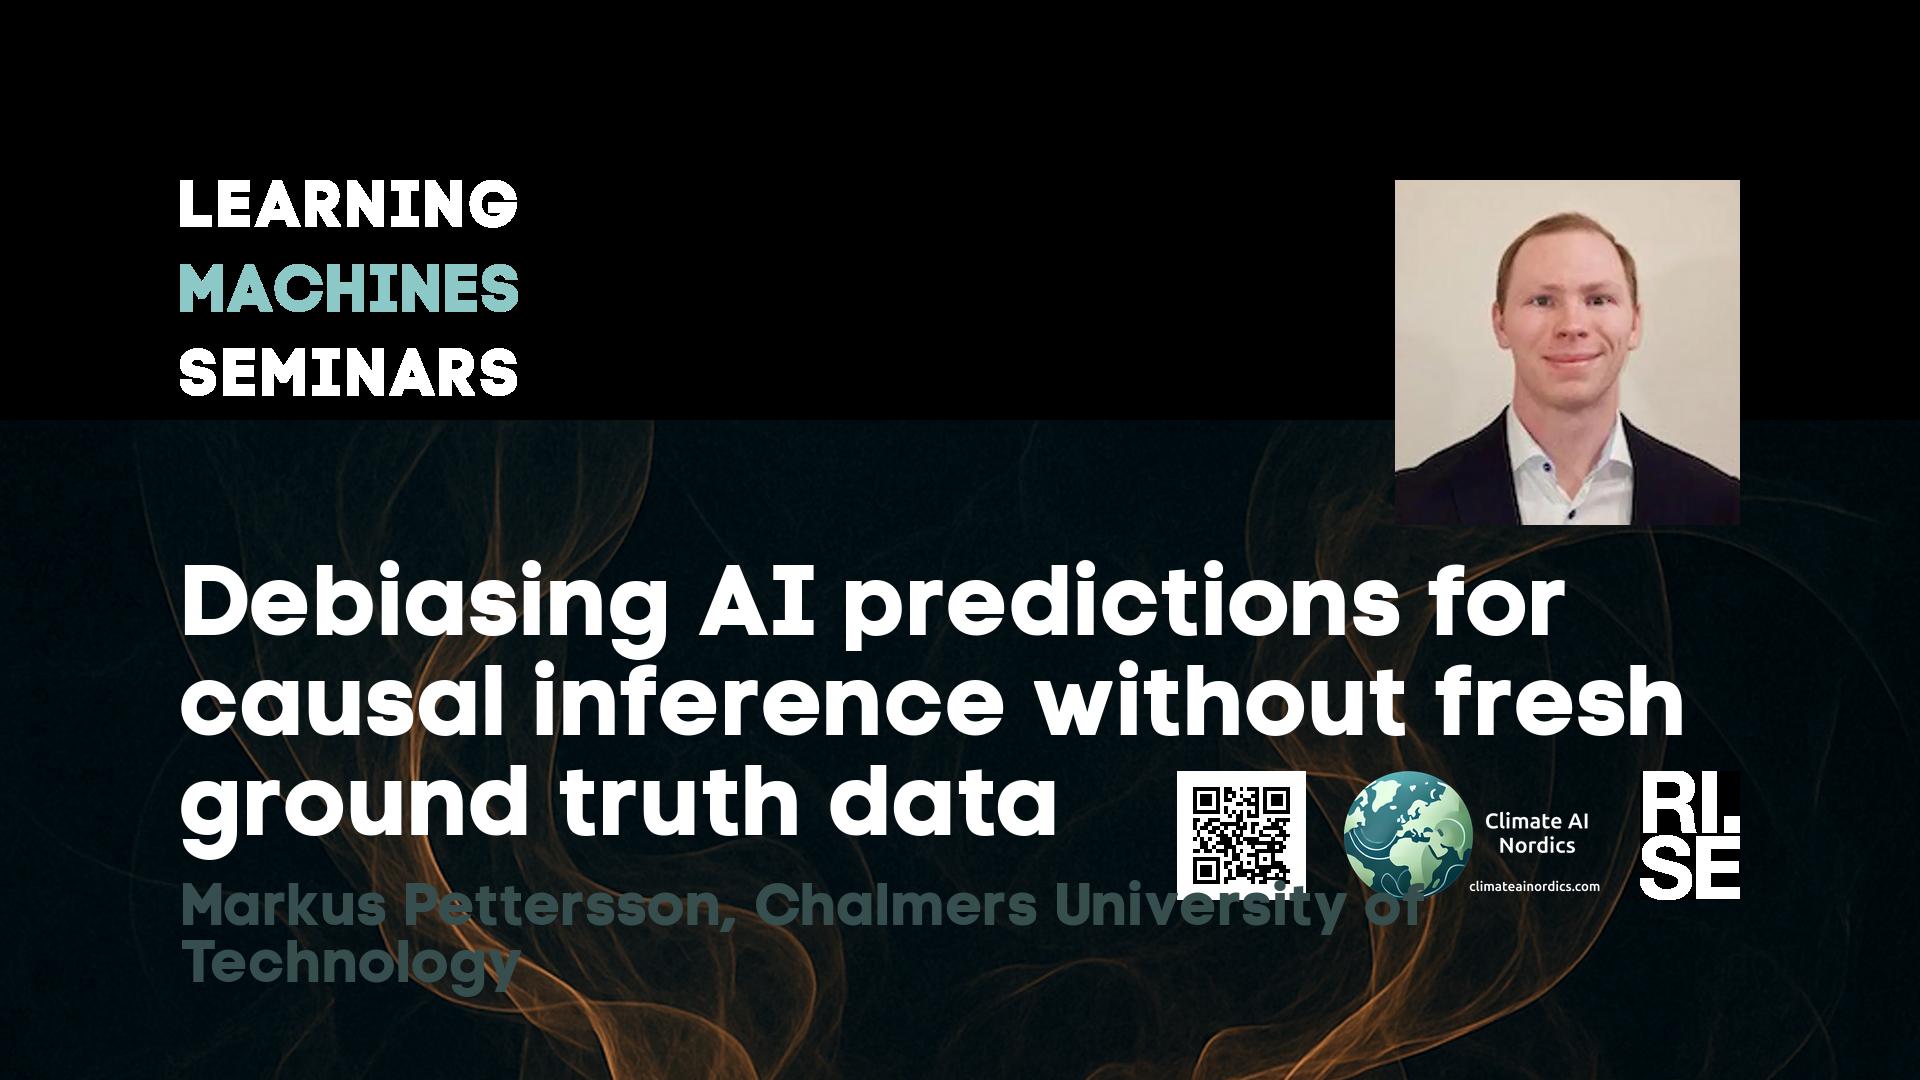 LEARNING
MACHINES
SEMINARS
Debiasing AI predictions for
causal inference without fresh
ground truth data
Climate AI
Nordics
climateainordics.com
RI.
SE
Markus Pettersson, Chalmers University of
Technology